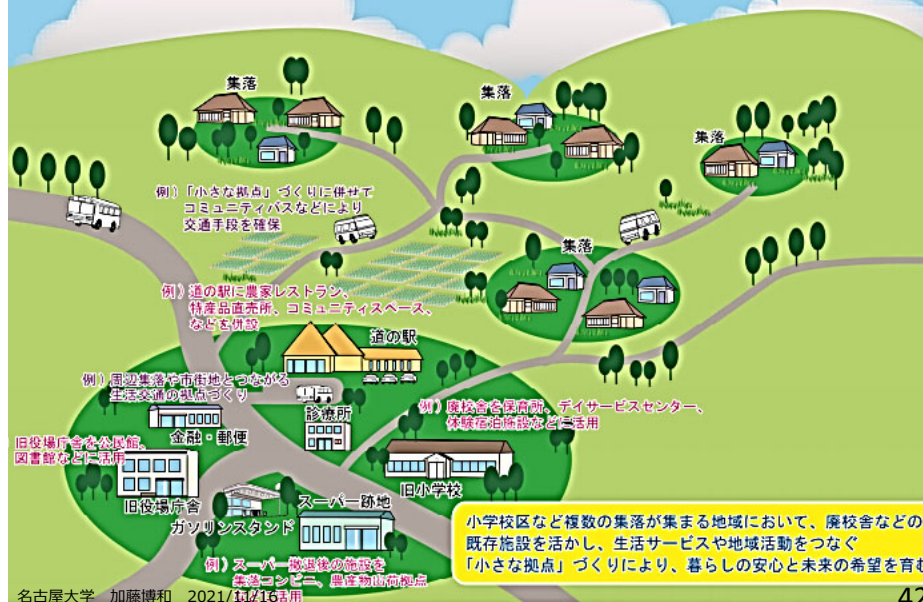 集落
集落
集落
例）「小さな拠点」づくりに併せて
コミュニティバスなどにより
交通手段を確保
集落
例）道の駅に農家レストラン、
特産品直売所、コミュニティスペース、
などを併設
道の駅
例）周辺集落や市街地とつながる
生活交通の拠点づくり
診療所
例）廃校舎を保育所、デイサービスセンター、
体験宿泊施設などに活用
金融・郵便
旧役場庁舎を公民館、
図書館などに活用
旧小学校
旧役場庁舎
スーパー跡地
ガソリンスタンド
小学校区など複数の集落が集まる地域において、廃校舎などの
既存施設を活かし、生活サービスや地域活動をつなぐ
「小さな拠点」づくりにより、暮らしの安心と未来の希望を育む
例）スーパー撤退後の施設を
集落コンビニ、農産物出荷拠点
などに活用
名古屋大学 加藤博和 2021/11/16
42